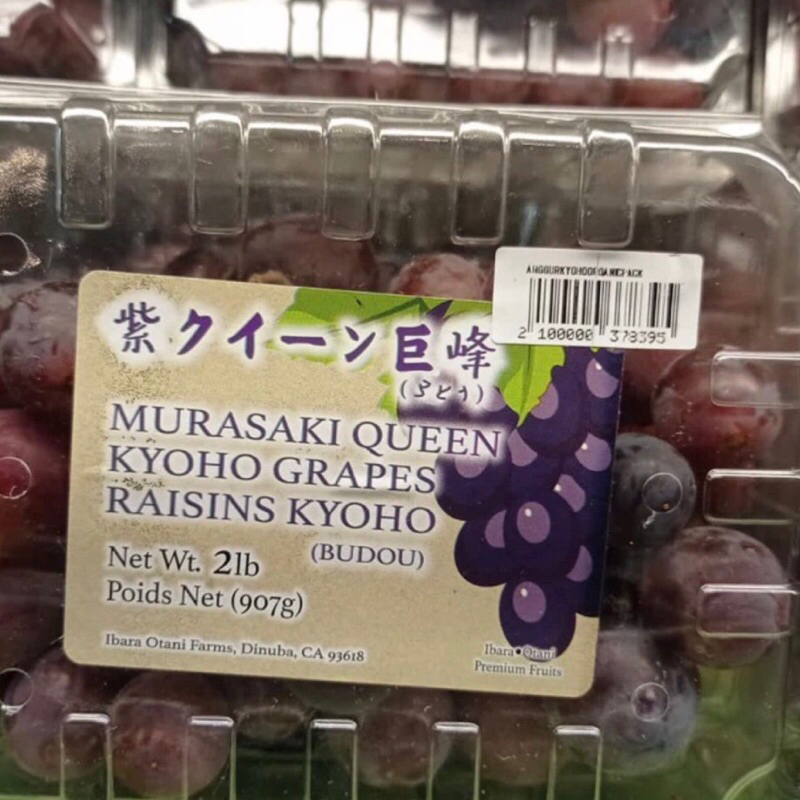 ANGGURKYOHOORGANICPACK
2 100000 378395
紫クイーン巨峰
(ぶどう)
MURASAKI QUEEN
KYOHO GRAPES
RAISINS KYOHO
(BUDOU)
Net Wt. 2lb
Poids Net (907g)
Ibara Otani Farms, Dinuba, CA 93618
Ibara•Otani
Premium Fruits